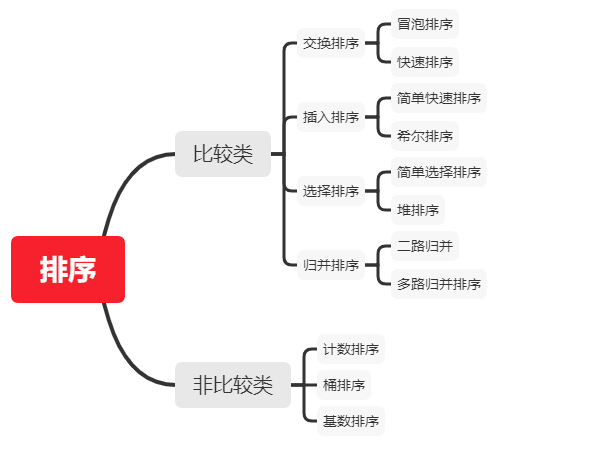 排序
比较类
交换排序
冒泡排序
快速排序
插入排序
简单快速排序
希尔排序
选择排序
简单选择排序
堆排序
归并排序
二路归并
多路归并排序
非比较类
计数排序
桶排序
基数排序